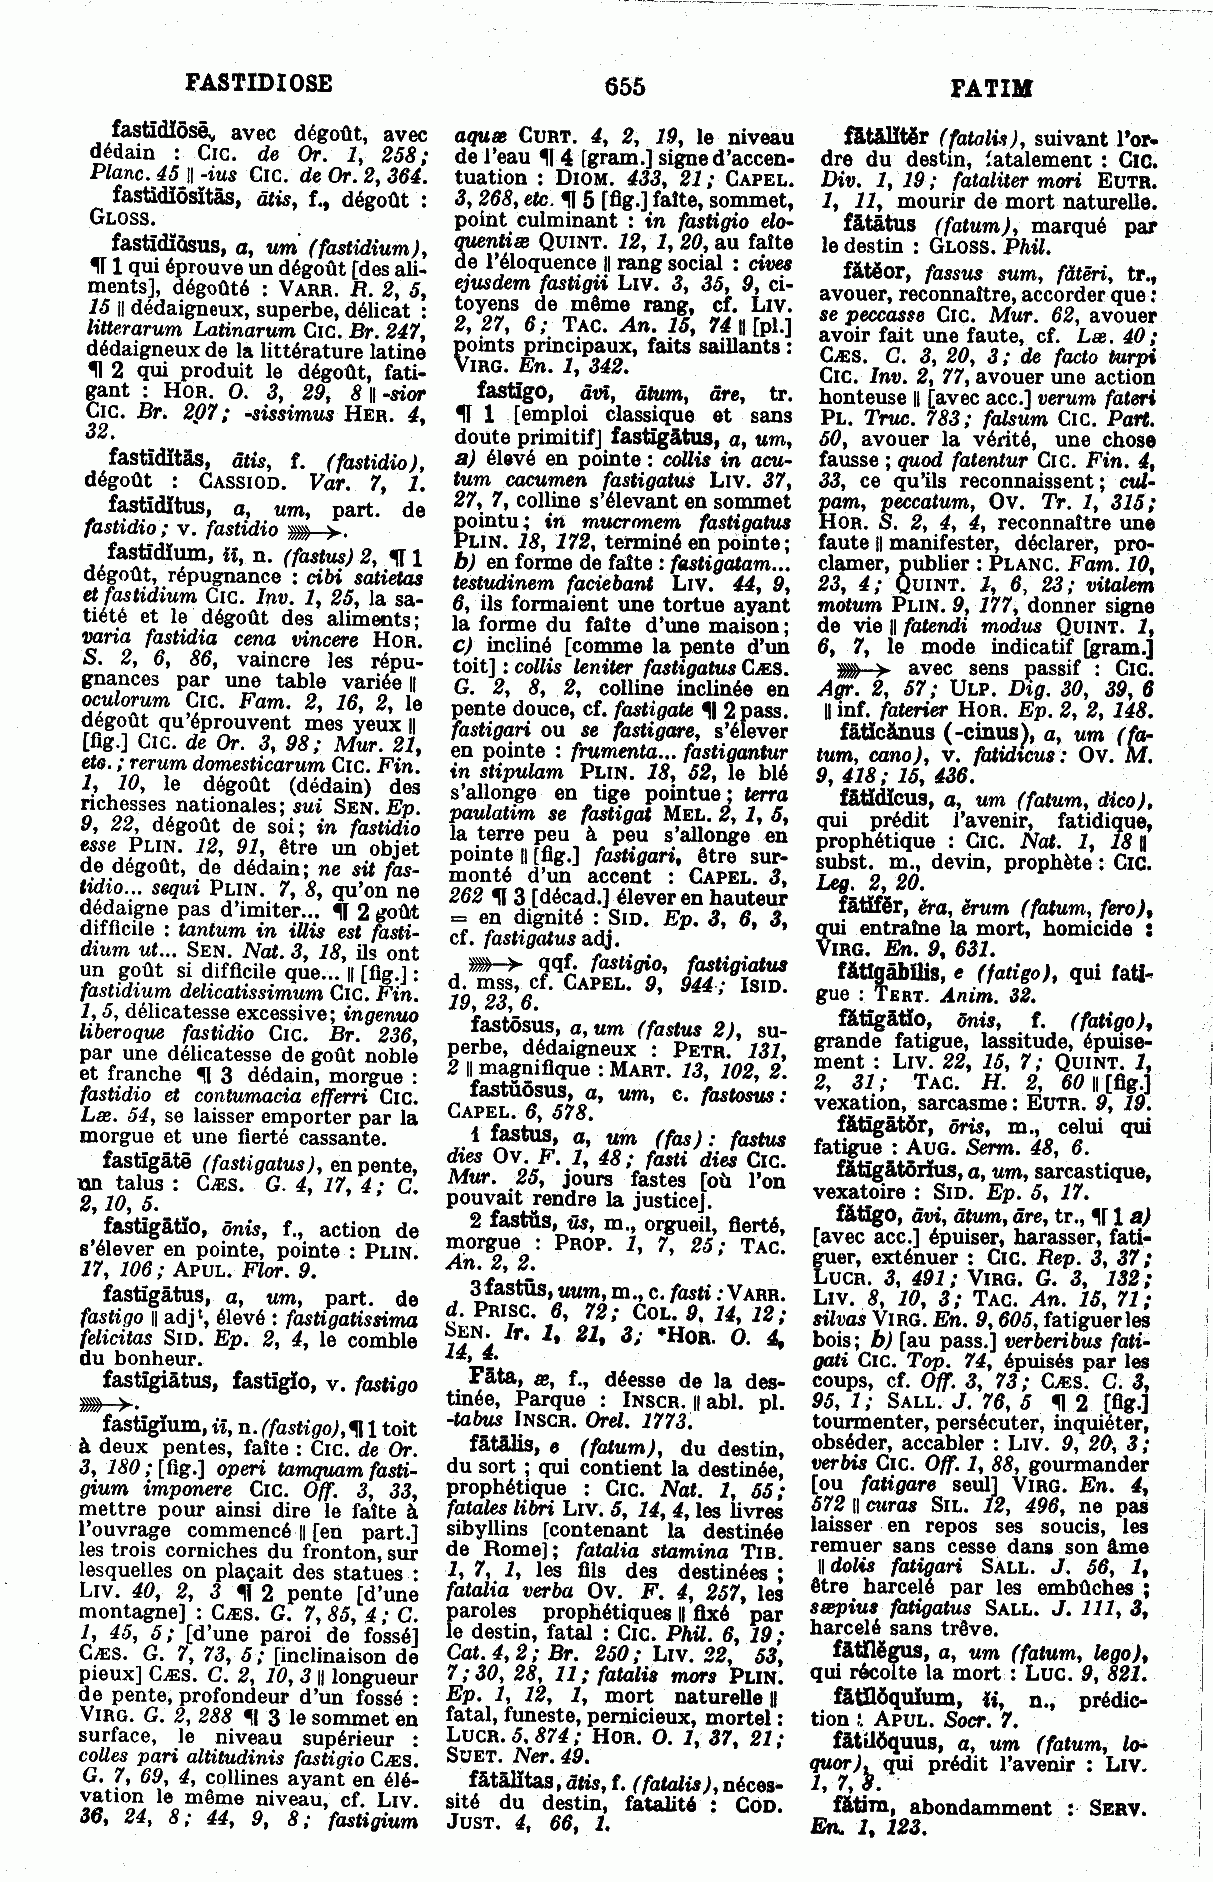 FASTIDIOSE
655
FATIM
fastīdĭōsē, avec dégoût, avec
dédain : CIC. de Or. 1, 258;
Planc. 45 || -ius CIC. de Or. 2, 364.
fastīdĭōsĭtās, ātis, f., dégoût :
GLOSS.
fastīdĭōsus, a, um (fastidium),
¶ 1 qui éprouve un dégoût [des ali-
ments], dégoûté : VARR. R. 2, 5,
15 || dédaigneux, superbe, délicat :
litterarum Latinarum CIC. Br. 247,
dédaigneux de la littérature latine
¶ 2 qui produit le dégoût, fati-
gant : HOR. O. 3, 29, 8 || -sior
CIC. Br. 207; -sissimus HER. 4,
32.
fastīdĭtās, ātis, f. (fastidio),
dégoût : CASSIOD. Var. 7, 1.
fastīdītus, a, um, part. de
fastidio; v. fastidio ⟫→.
fastīdĭum, ĭī, n. (fastus) 2, ¶ 1
dégoût, répugnance : cibi satietas
et fastidium CIC. Inv. 1, 25, la sa-
tiété et le dégoût des aliments;
varia fastidia cena vincere HOR.
S. 2, 6, 86, vaincre les répu-
gnances par une table variée ||
oculorum CIC. Fam. 2, 16, 2, le
dégoût qu'éprouvent mes yeux ||
[fig.] CIC. de Or. 3, 98; Mur. 21,
etc.; rerum domesticarum CIC. Fin.
1, 10, le dégoût (dédain) des
richesses nationales; sui SEN. Ep.
9, 22, dégoût de soi; in fastidio
esse PLIN. 12, 91, être un objet
de dégoût, de dédain; ne sit fas-
tidio... sequi PLIN. 7, 8, qu'on ne
dédaigne pas d'imiter... ¶ 2 goût
difficile : tantum in illis est fasti-
dium ut... SEN. Nat. 3, 18, ils ont
un goût si difficile que... || [fig.] :
fastidium delicatissimum CIC. Fin.
1, 5, délicatesse excessive; ingenuo
liberoque fastidio CIC. Br. 236,
par une délicatesse de goût noble
et franche ¶ 3 dédain, morgue :
fastidio et contumacia efferri CIC.
Læ. 54, se laisser emporter par la
morgue et une fierté cassante.
fastīgātē (fastigatus), en pente,
en talus : CÆS. G. 4, 17, 4; C.
2, 10, 5.
fastīgātĭo, ōnis, f., action de
s'élever en pointe, pointe : PLIN.
17, 106; APUL. Flor. 9.
fastīgātus, a, um, part. de
fastigo || adjᵗ, élevé : fastigatissima
felicitas SID. Ep. 2, 4, le comble
du bonheur.
fastīgiātus, fastīgĭo, v. fastigo
⟫→.
fastīgĭum, ĭī, n. (fastigo), ¶ 1 toit
à deux pentes, faîte : CIC. de Or.
3, 180; [fig.] operi tamquam fasti-
gium imponere CIC. Off. 3, 33,
mettre pour ainsi dire le faîte à
l'ouvrage commencé || [en part.]
les trois corniches du fronton, sur
lesquelles on plaçait des statues :
LIV. 40, 2, 3 ¶ 2 pente [d'une
montagne] : CÆS. G. 7, 85, 4; C.
1, 45, 5; [d'une paroi de fossé]
CÆS. G. 7, 73, 5; [inclinaison de
pieux] CÆS. C. 2, 10, 3 || longueur
de pente, profondeur d'un fossé :
VIRG. G. 2, 288 ¶ 3 le sommet en
surface, le niveau supérieur :
colles pari altitudinis fastigio CÆS.
G. 7, 69, 4, collines ayant en élé-
vation le même niveau, cf. LIV.
36, 24, 8; 44, 9, 8; fastigium
aquæ CURT. 4, 2, 19, le niveau
de l'eau ¶ 4 [gram.] signe d'accen-
tuation : DIOM. 433, 21; CAPEL.
3, 268, etc. ¶ 5 [fig.] faîte, sommet,
point culminant : in fastigio elo-
quentiæ QUINT. 12, 1, 20, au faîte
de l'éloquence || rang social : cives
ejusdem fastigii LIV. 3, 35, 9, ci-
toyens de même rang, cf. LIV.
2, 27, 6; TAC. An. 15, 74 || [pl.]
points principaux, faits saillants :
VIRG. En. 1, 342.
fastīgo, āvī, ātum, āre, tr.
¶ 1 [emploi classique et sans
doute primitif] fastīgātus, a, um,
a) élevé en pointe : collis in acu-
tum cacumen fastigatus LIV. 37,
27, 7, colline s'élevant en sommet
pointu; in mucronem fastigatus
PLIN. 18, 172, terminé en pointe;
b) en forme de faîte : fastigatam...
testudinem faciebant LIV. 44, 9,
6, ils formaient une tortue ayant
la forme du faîte d'une maison;
c) incliné [comme la pente d'un
toit] : collis leniter fastigatus CÆS.
G. 2, 8, 2, colline inclinée en
pente douce, cf. fastigate ¶ 2 pass.
fastigari ou se fastigare, s'élever
en pointe : frumenta... fastigantur
in stipulam PLIN. 18, 52, le blé
s'allonge en tige pointue; terra
paulatim se fastigat MEL. 2, 1, 5,
la terre peu à peu s'allonge en
pointe || [fig.] fastigari, être sur-
monté d'un accent : CAPEL. 3,
262 ¶ 3 [décad.] élever en hauteur
= en dignité : SID. Ep. 3, 6, 3,
cf. fastigatus adj.
⟫→ qqf. fastigio, fastigiatus
d. mss, cf. CAPEL. 9, 944; ISID.
19, 23, 6.
fastōsus, a, um (fastus 2), su-
perbe, dédaigneux : PETR. 131,
2 || magnifique : MART. 13, 102, 2.
fastŭōsus, a, um, c. fastosus :
CAPEL. 6, 578.
1 fastus, a, um (fas) : fastus
dies OV. F. 1, 48; fasti dies CIC.
Mur. 25, jours fastes [où l'on
pouvait rendre la justice].
2 fastŭs, ūs, m., orgueil, fierté,
morgue : PROP. 1, 7, 25; TAC.
An. 2, 2.
3 fastūs, uum, m., c. fasti : VARR.
d. PRISC. 6, 72; COL. 9, 14, 12;
SEN. Ir. 1, 21, 3; *HOR. O. 4,
14, 4.
Fāta, æ, f., déesse de la des-
tinée, Parque : INSCR. || abl. pl.
-tabus INSCR. Orel. 1773.
fātālis, e (fatum), du destin,
du sort ; qui contient la destinée,
prophétique : CIC. Nat. 1, 55;
fatales libri LIV. 5, 14, 4, les livres
sibyllins [contenant la destinée
de Rome]; fatalia stamina TIB.
1, 7, 1, les fils des destinées ;
fatalia verba OV. F. 4, 257, les
paroles prophétiques || fixé par
le destin, fatal : CIC. Phil. 6, 19;
Cat. 4, 2; Br. 250; LIV. 22, 53,
7; 30, 28, 11; fatalis mors PLIN.
Ep. 1, 12, 1, mort naturelle ||
fatal, funeste, pernicieux, mortel :
LUCR. 5, 874; HOR. O. 1, 37, 21;
SUET. Ner. 49.
fātālĭtas, ātis, f. (fatalis), néces-
sité du destin, fatalité : COD.
JUST. 4, 66, 1.
fātālĭtĕr (fatalis), suivant l'or-
dre du destin, fatalement : CIC.
Div. 1, 19; fataliter mori EUTR.
1, 11, mourir de mort naturelle.
fātātus (fatum), marqué par
le destin : GLOSS. Phil.
fătĕor, fassus sum, fătērī, tr.,
avouer, reconnaître, accorder que :
se peccasse CIC. Mur. 62, avouer
avoir fait une faute, cf. Læ. 40;
CÆS. C. 3, 20, 3; de facto turpi
CIC. Inv. 2, 77, avouer une action
honteuse || [avec acc.] verum fateri
PL. Truc. 783; falsum CIC. Part.
50, avouer la vérité, une chose
fausse; quod fatentur CIC. Fin. 4,
33, ce qu'ils reconnaissent; cul-
pam, peccatum, OV. Tr. 1, 315;
HOR. S. 2, 4, 4, reconnaître une
faute || manifester, déclarer, pro-
clamer, publier : PLANC. Fam. 10,
23, 4; QUINT. 1, 6, 23; vitalem
motum PLIN. 9, 177, donner signe
de vie || fatendi modus QUINT. 1,
6, 7, le mode indicatif [gram.]
⟫→ avec sens passif : CIC.
Agr. 2, 57; ULP. Dig. 30, 39, 6
|| inf. faterier HOR. Ep. 2, 2, 148.
fātĭcănus (-cinus), a, um (fa-
tum, cano), v. fatidicus : OV. M.
9, 418; 15, 436.
fātĭdĭcus, a, um (fatum, dico),
qui prédit l'avenir, fatidique,
prophétique : CIC. Nat. 1, 18 ||
subst. m., devin, prophète : CIC.
Leg. 2, 20.
fātĭfĕr, ĕra, ĕrum (fatum, fero),
qui entraîne la mort, homicide :
VIRG. En. 9, 631.
fătīgābĭlis, e (fatigo), qui fati-
gue : TERT. Anim. 32.
fătīgātĭo, ōnis, f. (fatigo),
grande fatigue, lassitude, épuise-
ment : LIV. 22, 15, 7; QUINT. 1,
2, 31; TAC. H. 2, 60 || [fig.]
vexation, sarcasme : EUTR. 9, 19.
fătīgātŏr, ōris, m., celui qui
fatigue : AUG. Serm. 48, 6.
fătīgātōrĭus, a, um, sarcastique,
vexatoire : SID. Ep. 5, 17.
fătīgo, āvi, ātum, āre, tr., ¶ 1 a)
[avec acc.] épuiser, harasser, fati-
guer, exténuer : CIC. Rep. 3, 37;
LUCR. 3, 491; VIRG. G. 3, 132;
LIV. 8, 10, 3; TAC. An. 15, 71;
silvas VIRG. En. 9, 605, fatiguer les
bois; b) [au pass.] verberibus fati-
gati CIC. Top. 74, épuisés par les
coups, cf. Off. 3, 73; CÆS. C. 3,
95, 1; SALL. J. 76, 5 ¶ 2 [fig.]
tourmenter, persécuter, inquiéter,
obséder, accabler : LIV. 9, 20, 3;
verbis CIC. Off. 1, 88, gourmander
[ou fatigare seul] VIRG. En. 4,
572 || curas SIL. 12, 496, ne pas
laisser en repos ses soucis, les
remuer sans cesse dans son âme
|| dolis fatigari SALL. J. 56, 1,
être harcelé par les embûches ;
sæpius fatigatus SALL. J. 111, 3,
harcelé sans trêve.
fātĭlĕgus, a, um (fatum, lego),
qui récolte la mort : LUC. 9, 821.
fātĭlŏquĭum, ĭi, n., prédic-
tion : APUL. Socr. 7.
fātĭlŏquus, a, um (fatum, lo-
quor), qui prédit l'avenir : LIV.
1, 7, 8.
fătim, abondamment : SERV.
En. 1, 123.